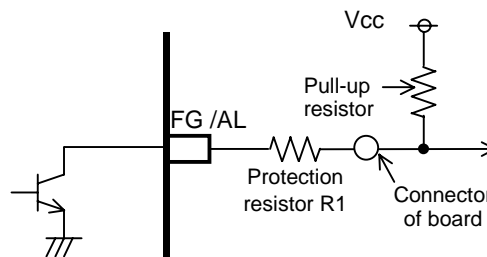 Vcc
Pull-up
resistor
FG /AL
Protection
resistor R1
Connector
of board